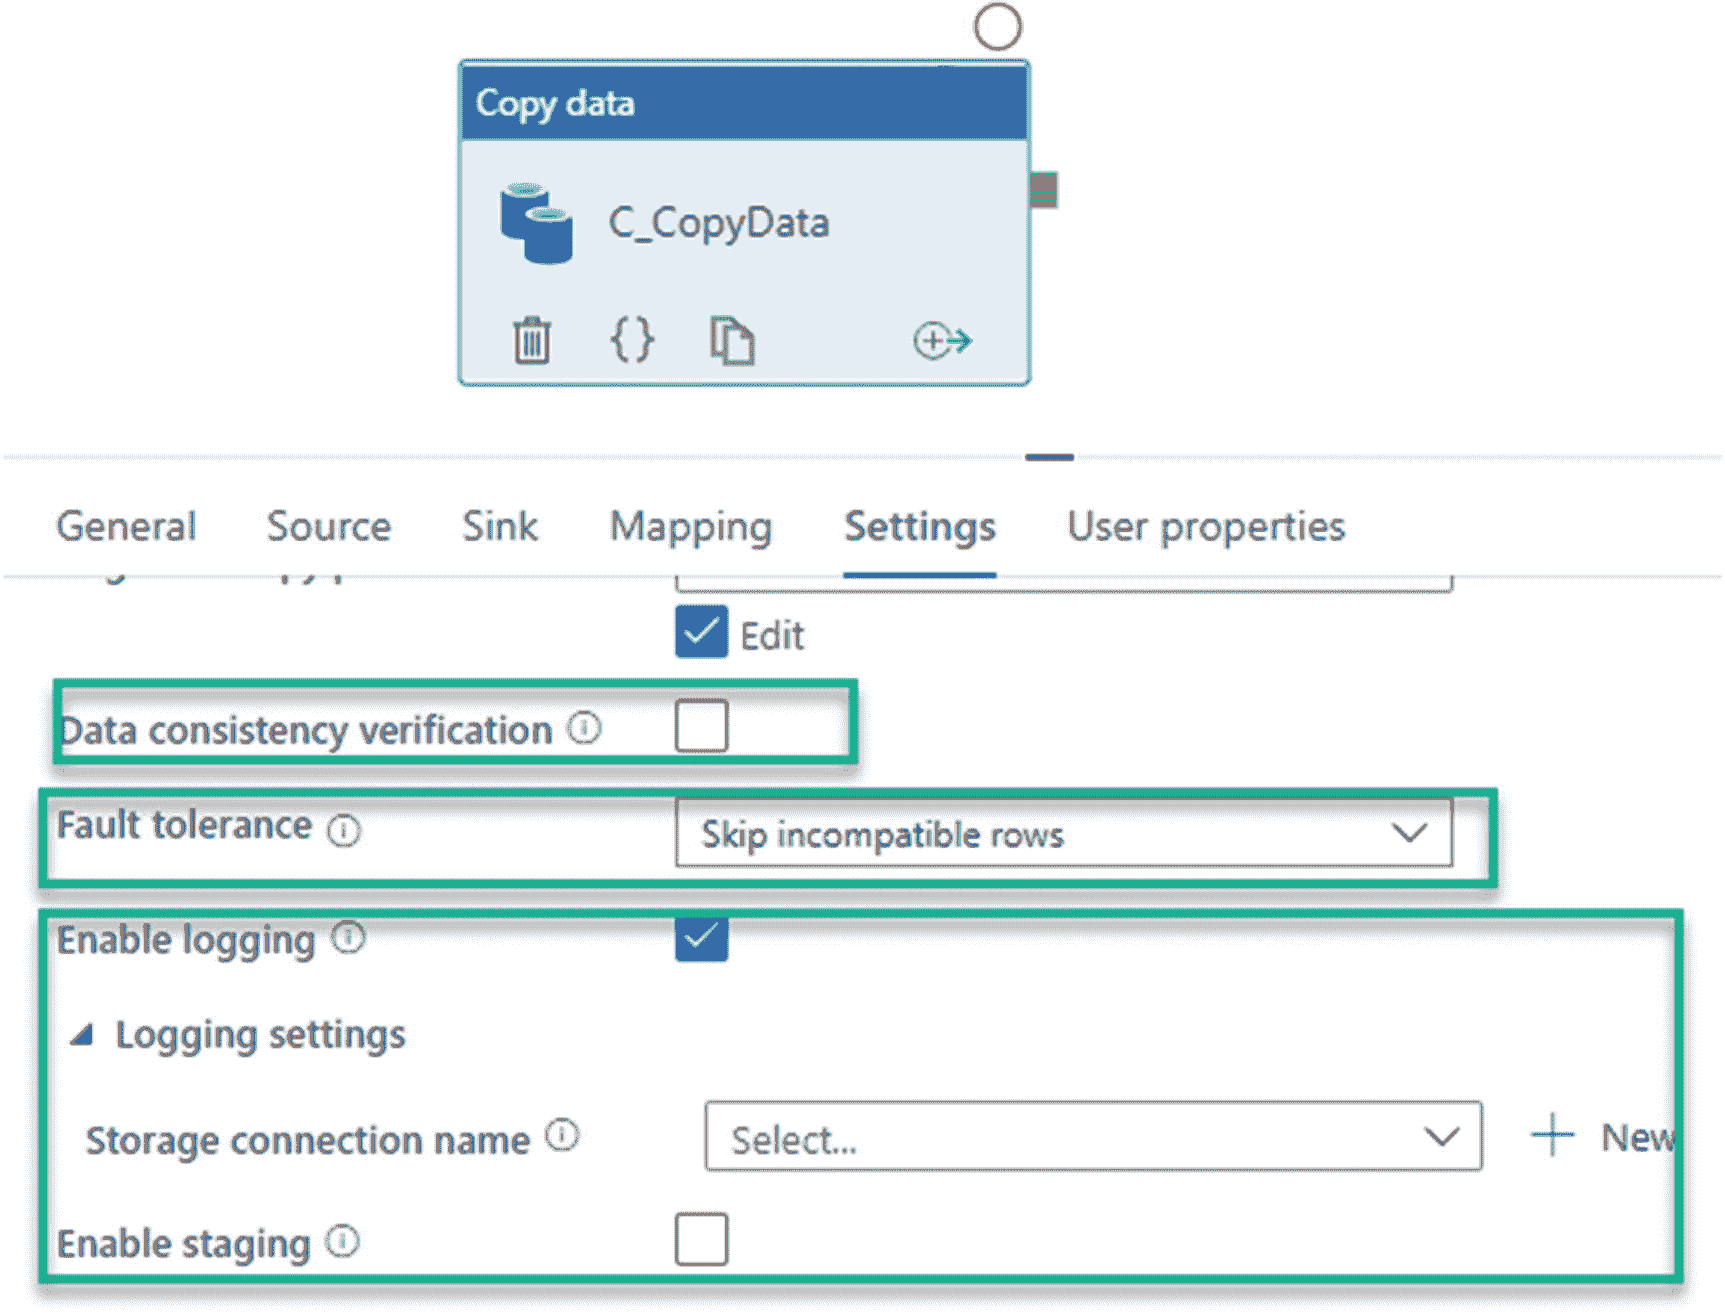 Copy data
C_CopyData
General Source Sink Mapping Settings User properties
Edit
Data consistency verification
Fault tolerance Skip incompatible rows
Enable logging
Logging settings
Storage connection name Select... New
Enable staging